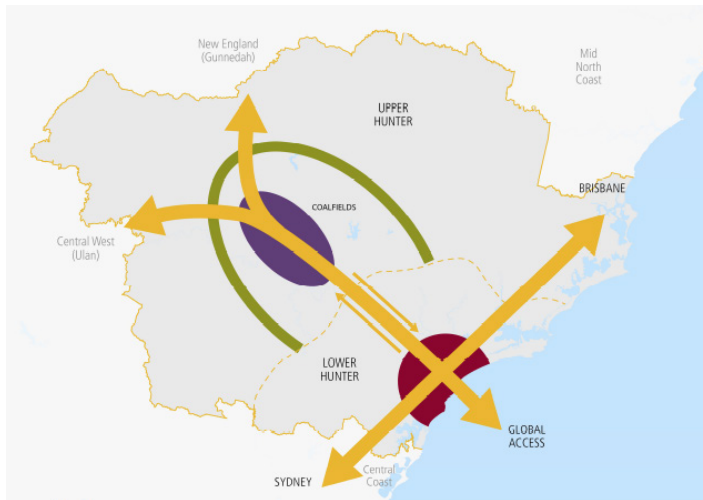 New England
(Gunnedah)
Mid
North
Coast
UPPER
HUNTER
BRISBANE
COALFIELDS
Central West
(Ulan)
LOWER
HUNTER
GLOBAL
ACCESS
SYDNEY
Central
Coast